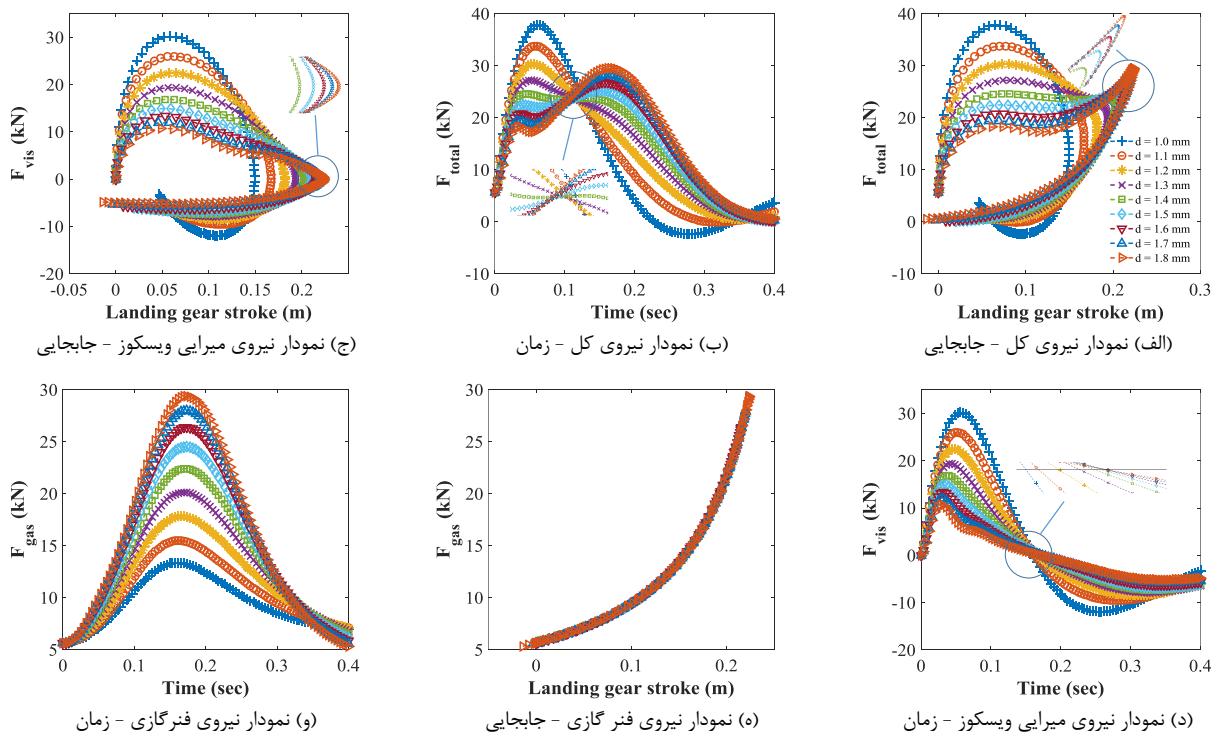 F_vis (kN)
40
30
20
10
0
-10
-20
-0.05
0
0.05
0.1
0.15
0.2
Landing gear stroke (m)
(ج) نمودار نیروی میرایی ویسکوز - جابجایی
F_total (kN)
40
30
20
10
0
-10
0
0.1
0.2
0.3
0.4
Time (sec)
(ب) نمودار نیروی کل - زمان
F_total (kN)
40
30
20
10
0
-10
0
0.1
0.2
0.3
d = 1.0 mm
d = 1.1 mm
d = 1.2 mm
d = 1.3 mm
d = 1.4 mm
d = 1.5 mm
d = 1.6 mm
d = 1.7 mm
d = 1.8 mm
Landing gear stroke (m)
(الف) نمودار نیروی کل - جابجایی
F_gas (kN)
30
25
20
15
10
5
0
0.1
0.2
0.3
0.4
Time (sec)
(و) نمودار نیروی فنرگازی - زمان
F_gas (kN)
30
25
20
15
10
5
0
0.1
0.2
Landing gear stroke (m)
(ه) نمودار نیروی فنر گازی - جابجایی
F_vis (kN)
30
20
10
0
-10
-20
0
0.1
0.2
0.3
0.4
Time (sec)
(د) نمودار نیروی میرایی ویسکوز - زمان